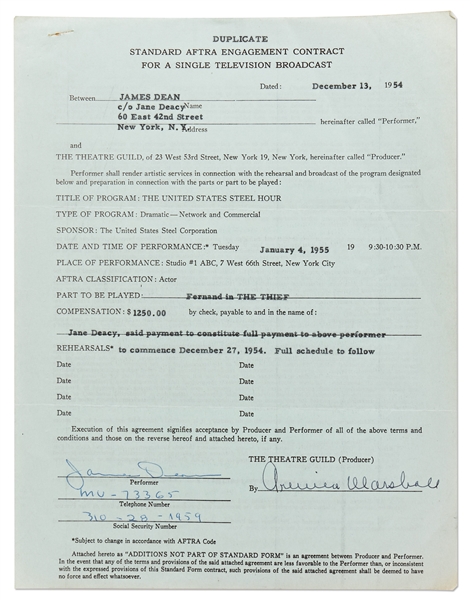 DUPLICATE
STANDARD AFTRA ENGAGEMENT CONTRACT
FOR A SINGLE TELEVISION BROADCAST
Dated: December 13, 1954
Between JAMES DEAN
c/o Jane Deacy Name
60 East 42nd Street hereinafter called "Performer,"
New York, N.Y. Address
and
THE THEATRE GUILD, of 23 West 53rd Street, New York 19, New York, hereinafter called "Producer."
Performer shall render artistic services in connection with the rehearsal and broadcast of the program designated
below and preparation in connection with the parts or part to be played:
TITLE OF PROGRAM: THE UNITED STATES STEEL HOUR
TYPE OF PROGRAM: Dramatic—Network and Commercial
SPONSOR: The United States Steel Corporation
DATE AND TIME OF PERFORMANCE:* Tuesday January 4, 1955 19 9:30-10:30 P.M.
PLACE OF PERFORMANCE: Studio #1 ABC, 7 West 66th Street, New York City
AFTRA CLASSIFICATION: Actor
PART TO BE PLAYED: Fernand in THE THIEF
COMPENSATION: $1250.00 by check, payable to and in the name of:
Jane Deacy, said payment to constitute full payment to above performer
REHEARSALS* to commence December 27, 1954. Full schedule to follow
Date Date
Date Date
Date Date
Date Date
Execution of this agreement signifies acceptance by Producer and Performer of all of the above terms and
conditions and those on the reverse hereof and attached hereto, if any.
THE THEATRE GUILD (Producer)
James Dean
Performer
By Armina Marshall
MU-73365
Telephone Number
310-28-1959
Social Security Number
*Subject to change in accordance with AFTRA Code
Attached hereto as "ADDITIONS NOT PART OF STANDARD FORM" is an agreement between Producer and Performer.
In the event that any of the terms and provisions of the said attached agreement are less favorable to the Performer than, or inconsistent
with the expressed provisions of this Standard Form contract, such provisions of the said attached agreement shall be deemed to have
no force and effect whatsoever.